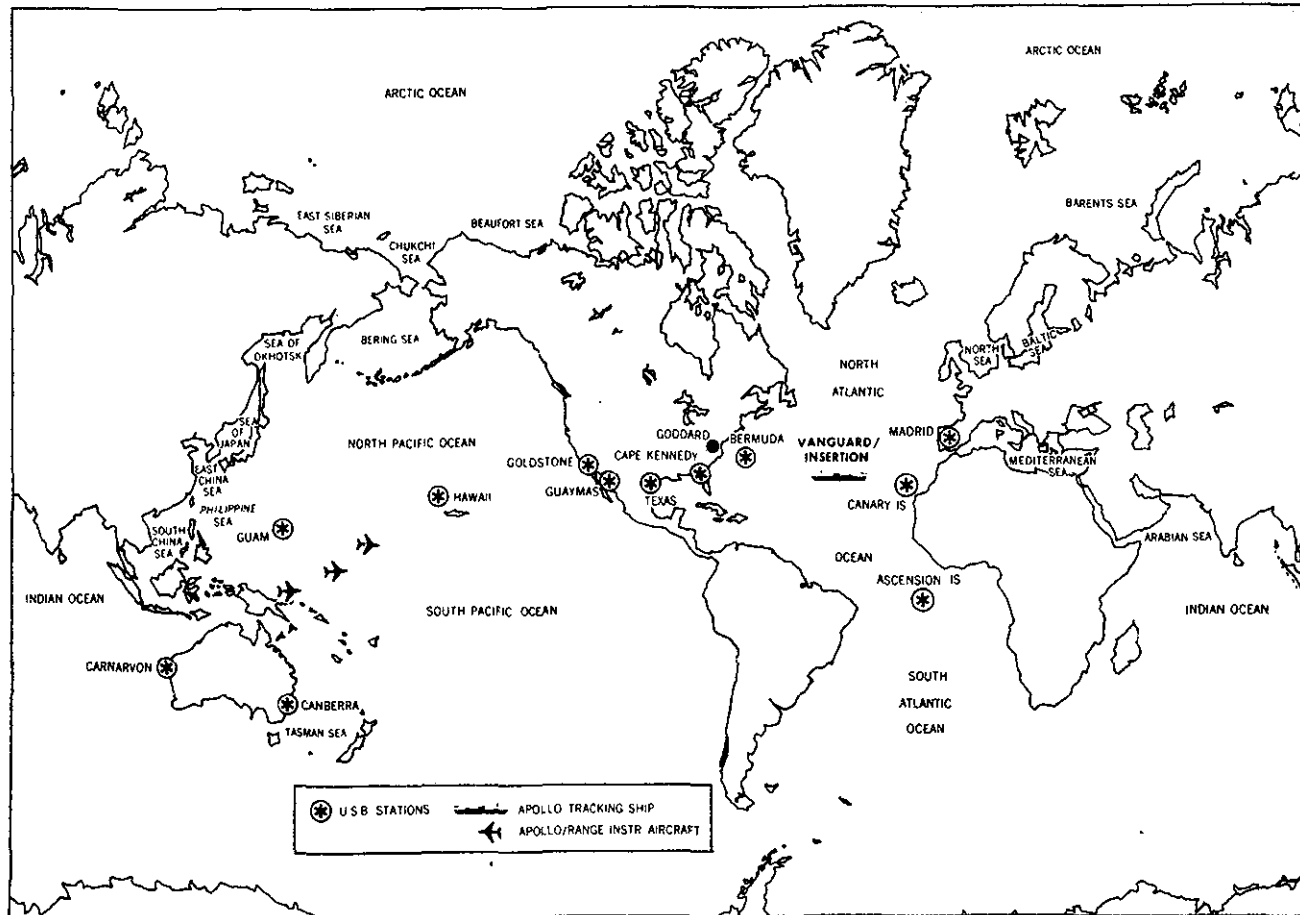 ARCTIC OCEAN
ARCTIC OCEAN
EAST SIBERIAN
SEA
CHUKCHI
SEA
BEAUFORT SEA
BARENTS SEA
SEA OF
OKHOTSK
BERING SEA
NORTH
SEA
BALTIC
SEA
NORTH
ATLANTIC
SEA
OF
JAPAN
NORTH PACIFIC OCEAN
GODDARD
BERMUDA
VANGUARD/
INSERTION
MADRID
MEDITERRANEAN
SEA
EAST
CHINA
SEA
GOLDSTONE
CAPE KENNEDY
GUAYMAS
TEXAS
CANARY IS
HAWAII
PHILIPPINE
SEA
SOUTH
CHINA
SEA
GUAM
ARABIAN SEA
OCEAN
ASCENSION IS
INDIAN OCEAN
SOUTH PACIFIC OCEAN
INDIAN OCEAN
CARNARVON
CANBERRA
TASMAN SEA
SOUTH
ATLANTIC
OCEAN
USB STATIONS
APOLLO TRACKING SHIP
APOLLO/RANGE INSTR AIRCRAFT